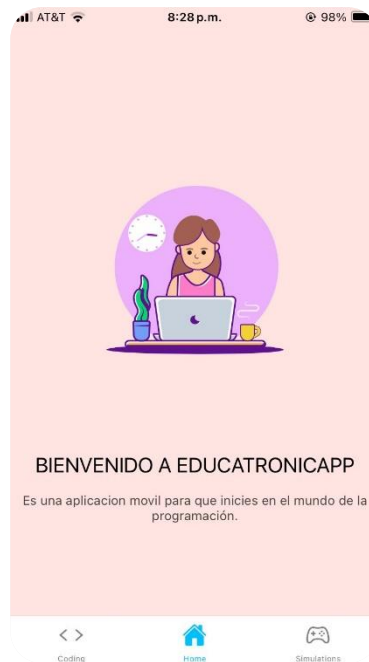 AT&T 8:28 p.m. 98%
BIENVENIDO A EDUCATRONICAPP
Es una aplicacion movil para que inicies en el mundo de la
programación.
Coding Home Simulations